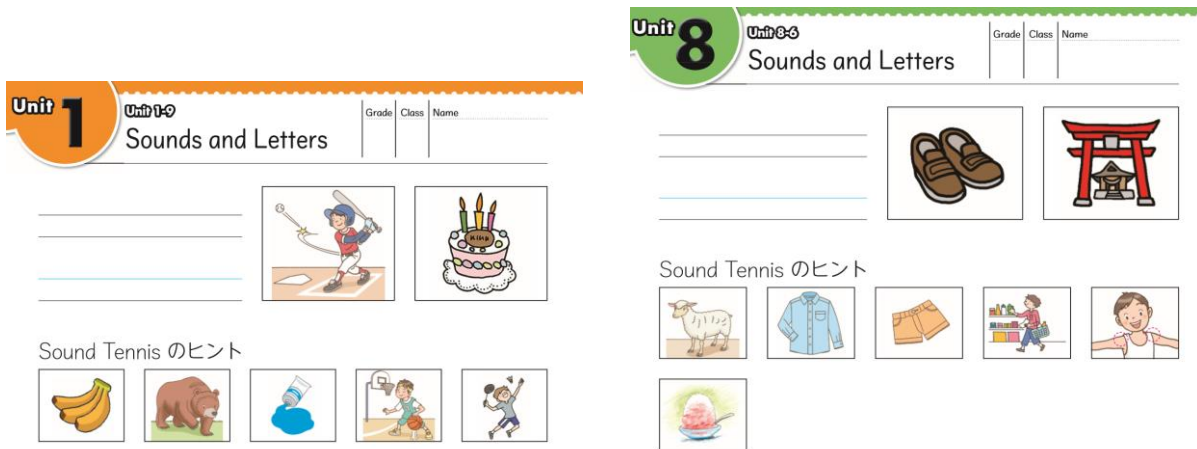 Unit 1
Unit 1-9
Sounds and Letters
Grade Class Name
Sound Tennis のヒント
Unit 8
Unit 8-6
Sounds and Letters
Grade Class Name
Sound Tennis のヒント